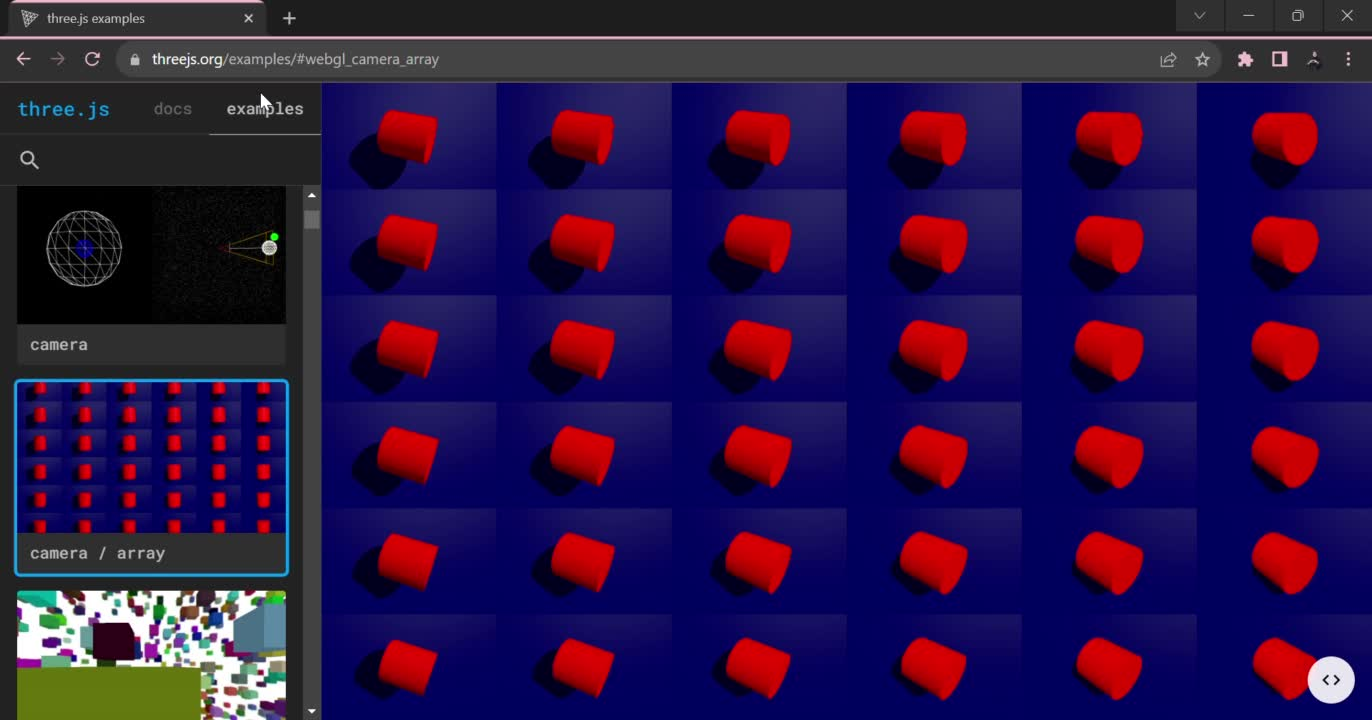 three.js examples
threejs.org/examples/#webgl_camera_array
three.js docs examples
camera
camera / array